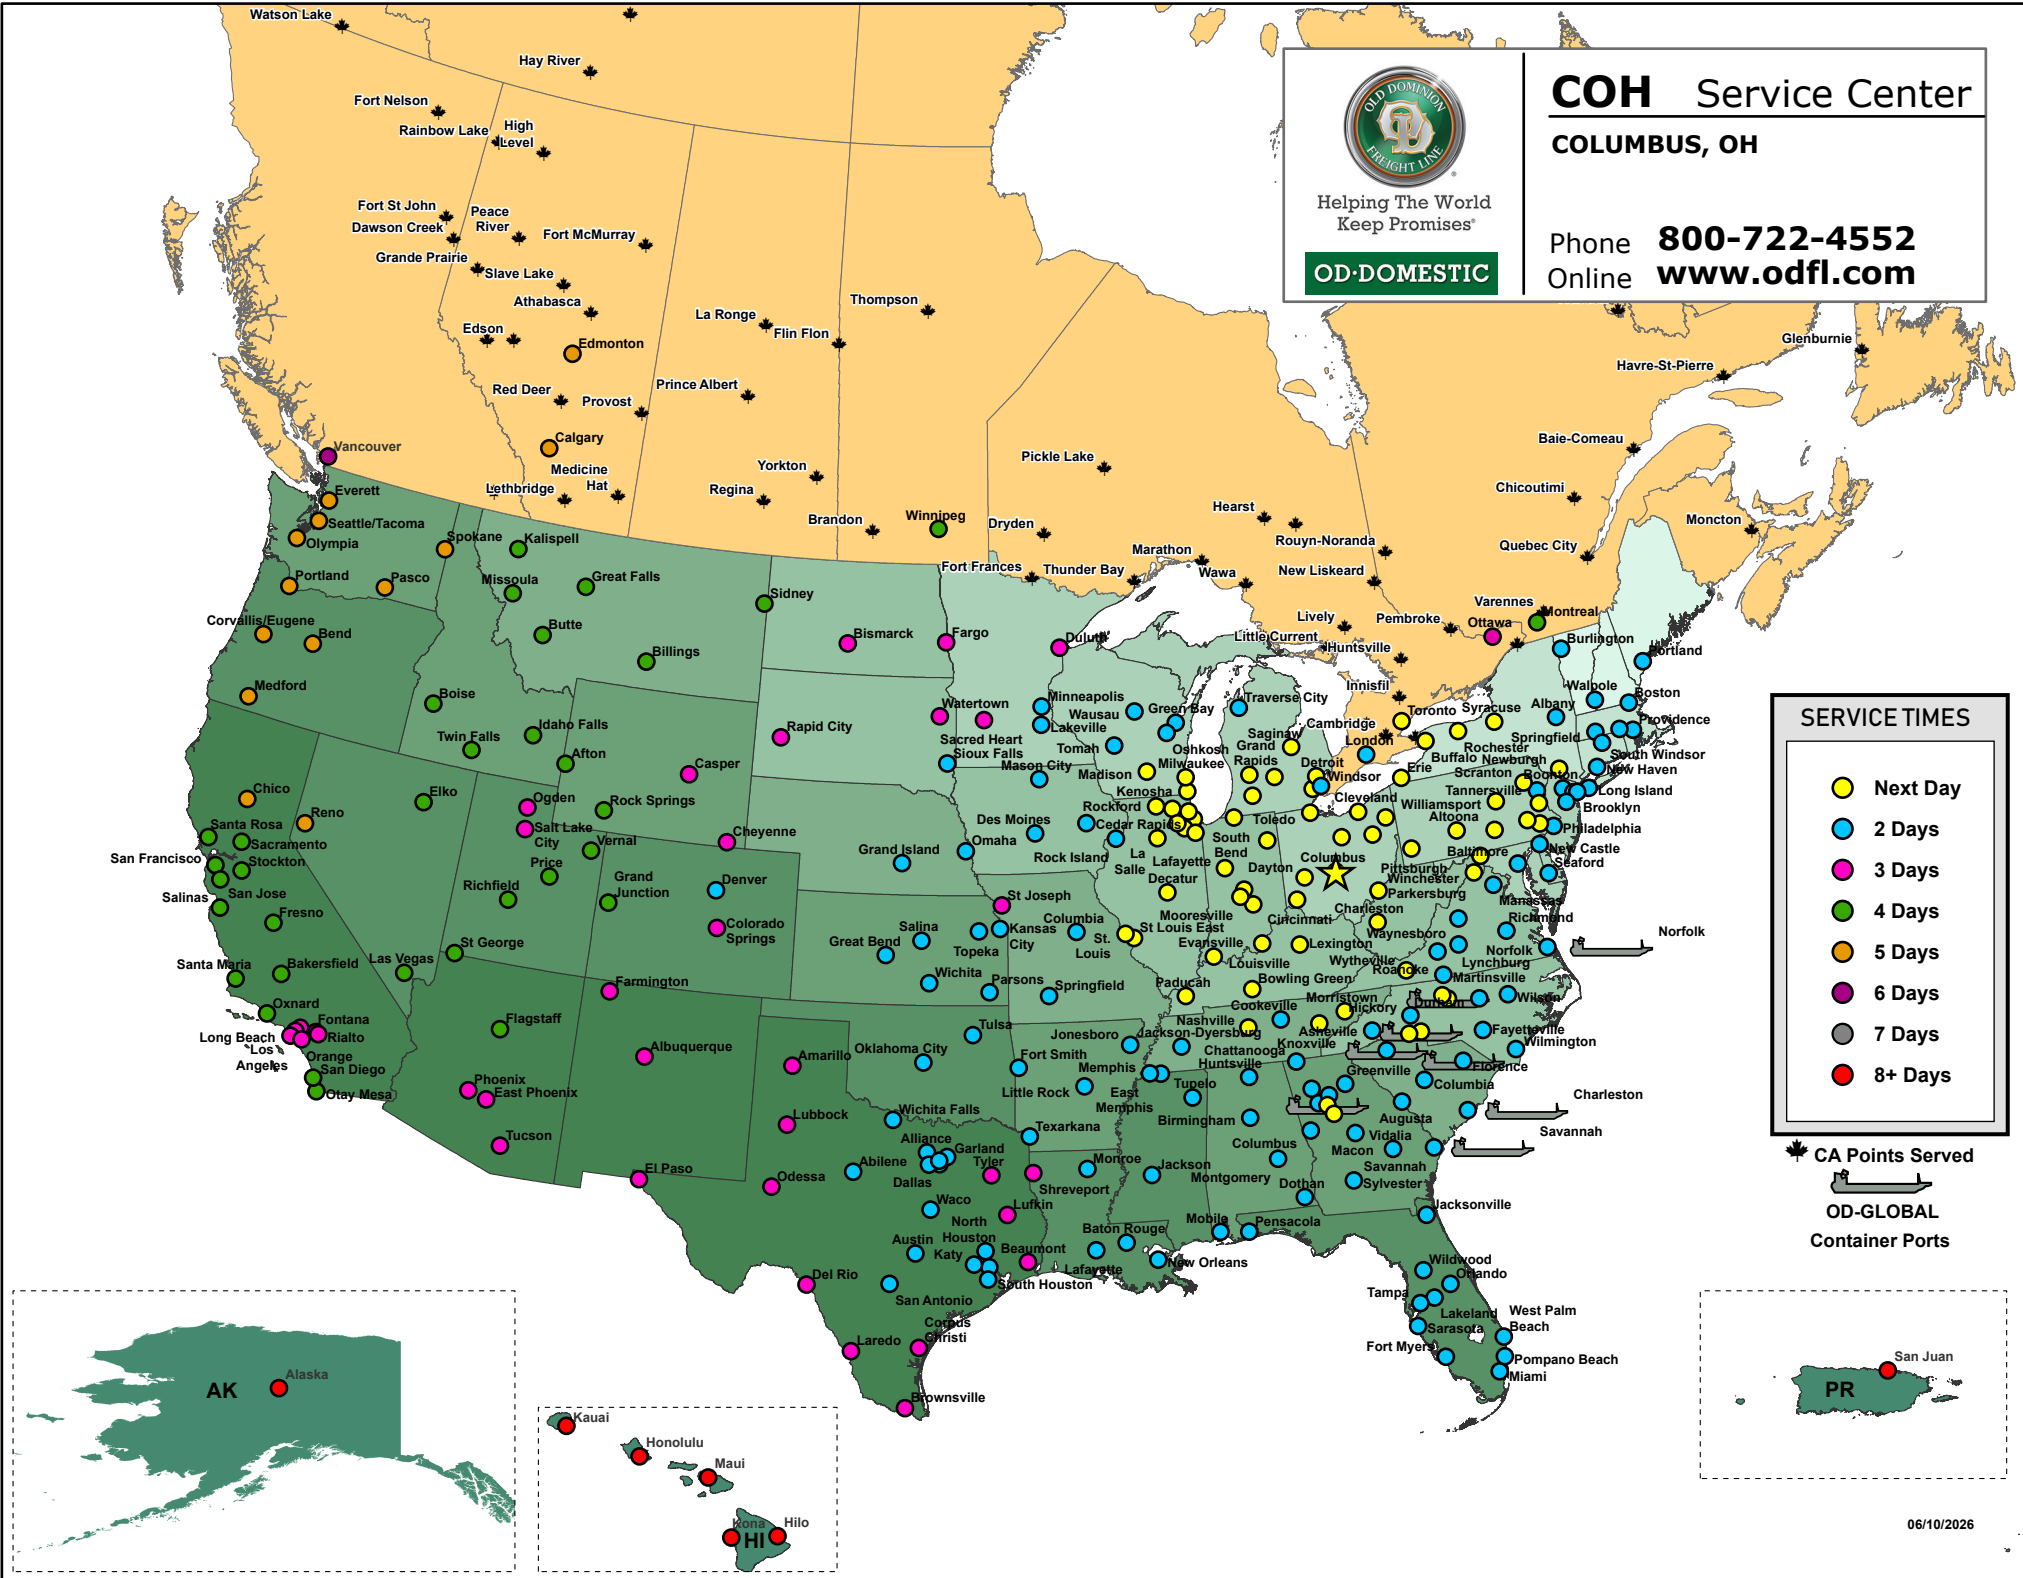 COH Service Center
COLUMBUS, OH
Phone 800-722-4552
Online www.odfl.com
OLD DOMINION
FREIGHT LINE
Helping The World
Keep Promises®
OD·DOMESTIC
Watson Lake
Hay River
Fort Nelson
Rainbow Lake
High
Level
Fort St John
Dawson Creek
Peace
River
Fort McMurray
Grande Prairie
Slave Lake
Athabasca
Edson
Edmonton
La Ronge
Flin Flon
Thompson
Red Deer
Provost
Prince Albert
Calgary
Vancouver
Medicine
Hat
Lethbridge
Yorkton
Regina
Brandon
Winnipeg
Dryden
Pickle Lake
Hearst
Marathon
Fort Frances
Thunder Bay
Wawa
Rouyn-Noranda
New Liskeard
Glenburnie
Havre-St-Pierre
Baie-Comeau
Chicoutimi
Quebec City
Moncton
Varennes
Montreal
Ottawa
Pembroke
Lively
Little Current
Huntsville
Innisfil
Toronto
Cambridge
London
Windsor
Everett
Seattle/Tacoma
Olympia
Spokane
Portland
Pasco
Corvallis/Eugene
Bend
Medford
Kalispell
Missoula
Great Falls
Butte
Billings
Sidney
Boise
Twin Falls
Idaho Falls
Afton
Casper
Rock Springs
Cheyenne
Bismarck
Fargo
Duluth
Rapid City
Watertown
Sacred Heart
Sioux Falls
Minneapolis
Lakeville
Wausau
Green Bay
Tomah
Oshkosh
Mason City
Madison
Milwaukee
Kenosha
Rockford
Traverse City
Saginaw
Grand
Rapids
Detroit
Chico
Reno
Elko
Santa Rosa
Sacramento
San Francisco
Stockton
San Jose
Salinas
Fresno
Santa Maria
Bakersfield
Las Vegas
Oxnard
Fontana
Rialto
Long Beach
Los
Angeles
Orange
San Diego
Otay Mesa
Ogden
Salt Lake
City
Vernal
Price
Richfield
St George
Grand
Junction
Denver
Colorado
Springs
Farmington
Flagstaff
Albuquerque
Phoenix
East Phoenix
Tucson
El Paso
Grand Island
Omaha
Des Moines
Cedar Rapids
Rock Island
La
Salle
St Joseph
Kansas
City
Topeka
Salina
Great Bend
Wichita
Parsons
Columbia
St.
Louis
St Louis East
Springfield
Decatur
Lafayette
South
Bend
Toledo
Cleveland
Columbus
Dayton
Cincinnati
Mooresville
Evansville
Louisville
Lexington
Bowling Green
Paducah
Amarillo
Lubbock
Odessa
Abilene
Wichita Falls
Oklahoma City
Tulsa
Fort Smith
Little Rock
Jonesboro
Jackson-Dyersburg
Memphis
East
Memphis
Tupelo
Texarkana
Alliance
Garland
Dallas
Tyler
Shreveport
Monroe
Waco
Lufkin
Austin
North
Houston
Katy
Beaumont
South Houston
San Antonio
Del Rio
Laredo
Corpus
Christi
Brownsville
Lafayette
Baton Rouge
New Orleans
Jackson
Mobile
Pensacola
Montgomery
Birmingham
Huntsville
Dothan
Columbus
Macon
Vidalia
Savannah
Sylvester
Augusta
Nashville
Cookeville
Chattanooga
Knoxville
Morristown
Asheville
Hickory
Greenville
Columbia
Florence
Durham
Wilson
Fayetteville
Wilmington
Wytheville
Roanoke
Martinsville
Lynchburg
Waynesboro
Richmond
Norfolk
Manassas
Charleston
Parkersburg
Winchester
Pittsburgh
Baltimore
Seaford
New Castle
Philadelphia
Altoona
Williamsport
Erie
Buffalo
Rochester
Syracuse
Scranton
Tannersville
Newburgh
Boonton
Long Island
Brooklyn
New Haven
South Windsor
Springfield
Albany
Providence
Boston
Walpole
Portland
Burlington
Jacksonville
Wildwood
Orlando
Tampa
Lakeland
Sarasota
Fort Myers
West Palm
Beach
Pompano Beach
Miami
Norfolk
Charleston
Savannah
SERVICE TIMES
Next Day
2 Days
3 Days
4 Days
5 Days
6 Days
7 Days
8+ Days
CA Points Served
OD-GLOBAL
Container Ports
AK
Alaska
Kauai
Honolulu
Maui
Kona
HI
Hilo
San Juan
PR
06/10/2026